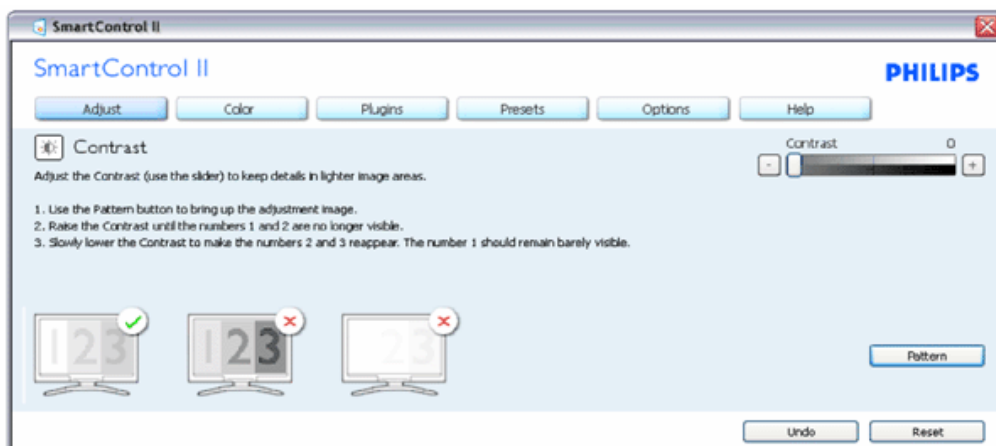 SmartControl II
SmartControl II
PHILIPS
Adjust Color Plugins Presets Options Help
Contrast
Contrast 0
- +
Adjust the Contrast (use the slider) to keep details in lighter image areas.
1. Use the Pattern button to bring up the adjustment image.
2. Raise the Contrast until the numbers 1 and 2 are no longer visible.
3. Slowly lower the Contrast to make the numbers 2 and 3 reappear. The number 1 should remain barely visible.
123 123 23
Pattern
Undo Reset